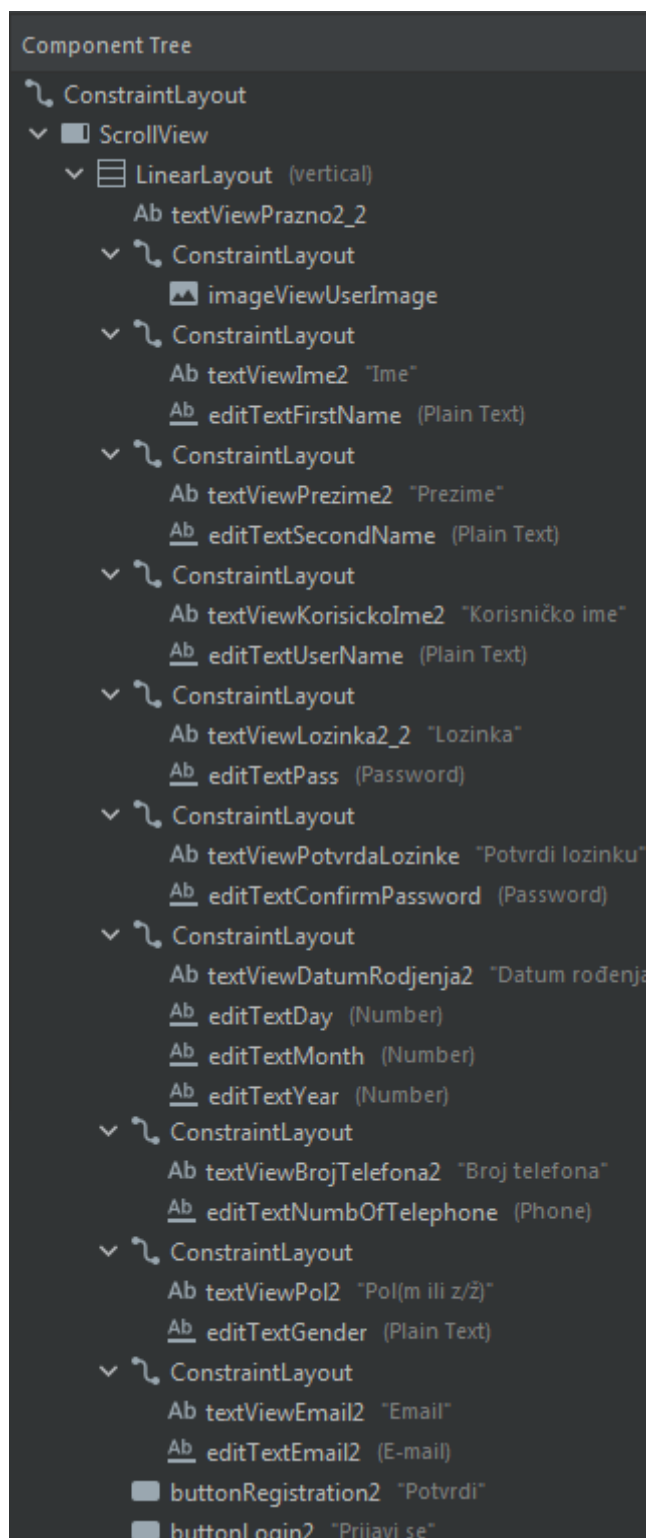 Component Tree
ConstraintLayout
ScrollView
LinearLayout (vertical)
Ab textViewPrazno2_2
ConstraintLayout
imageViewUserImage
ConstraintLayout
Ab textViewIme2 "Ime"
Ab editTextFirstName (Plain Text)
ConstraintLayout
Ab textViewPrezime2 "Prezime"
Ab editTextSecondName (Plain Text)
ConstraintLayout
Ab textViewKorisickoIme2 "Korisničko ime"
Ab editTextUserName (Plain Text)
ConstraintLayout
Ab textViewLozinka2_2 "Lozinka"
Ab editTextPass (Password)
ConstraintLayout
Ab textViewPotvrdaLozinke "Potvrdi lozinku"
Ab editTextConfirmPassword (Password)
ConstraintLayout
Ab textViewDatumRodjenja2 "Datum rođenja
Ab editTextDay (Number)
Ab editTextMonth (Number)
Ab editTextYear (Number)
ConstraintLayout
Ab textViewBrojTelefona2 "Broj telefona"
Ab editTextNumbOfTelephone (Phone)
ConstraintLayout
Ab textViewPol2 "Pol(m ili z/ž)"
Ab editTextGender (Plain Text)
ConstraintLayout
Ab textViewEmail2 "Email"
Ab editTextEmail2 (E-mail)
buttonRegistration2 "Potvrdi"
buttonLogin2 "Prijavi se"